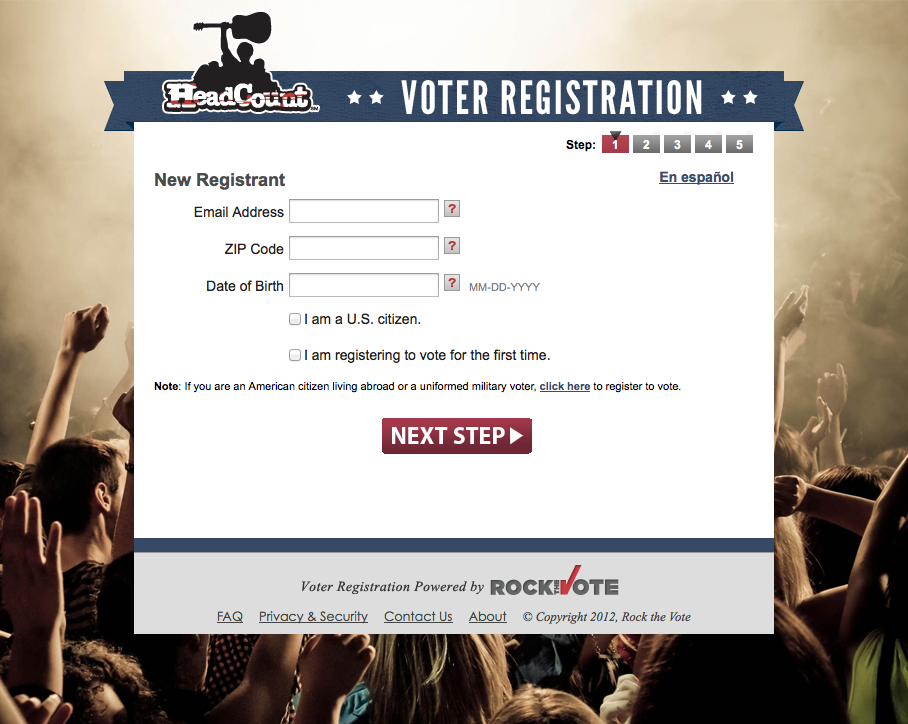 HeadCount
VOTER REGISTRATION
Step: 1 2 3 4 5
New Registrant
En español
Email Address ?
ZIP Code ?
Date of Birth ? MM-DD-YYYY
I am a U.S. citizen.
I am registering to vote for the first time.
Note: If you are an American citizen living abroad or a uniformed military voter, click here to register to vote.
NEXT STEP
Voter Registration Powered by ROCK THE VOTE
FAQ Privacy & Security Contact Us About © Copyright 2012, Rock the Vote